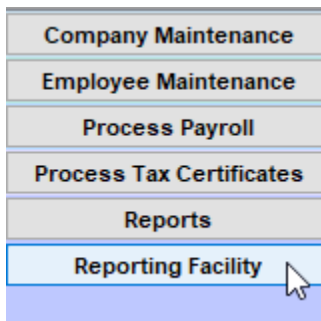 Company Maintenance
Employee Maintenance
Process Payroll
Process Tax Certificates
Reports
Reporting Facility